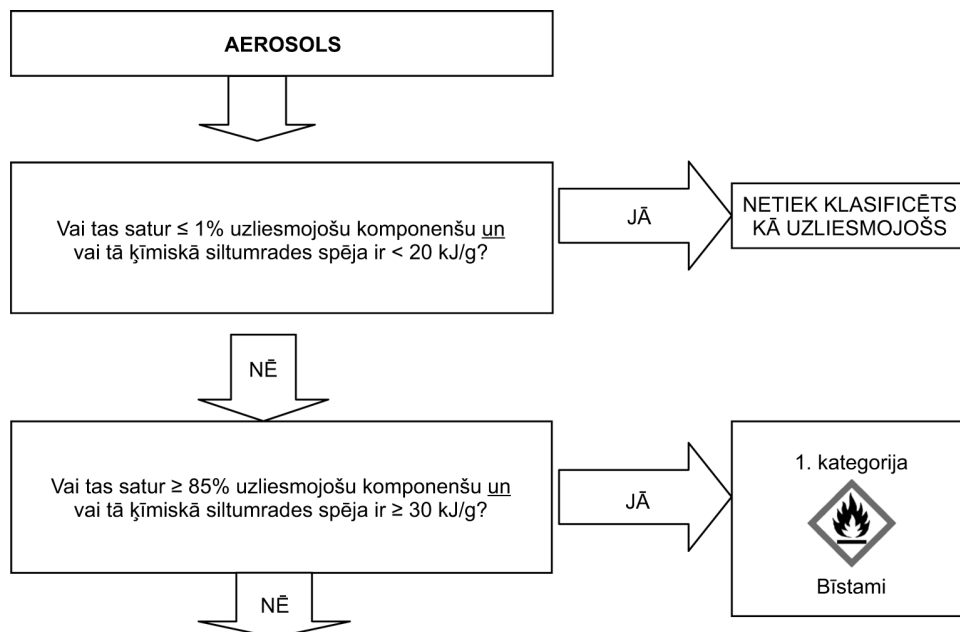 AEROSOLS
Vai tas satur ≤ 1% uzliesmojošu komponenšu un
vai tā ķīmiskā siltumrades spēja ir < 20 kJ/g?
JĀ
NETIEK KLASIFICĒTS
KĀ UZLIESMOJOŠS
NĒ
Vai tas satur ≥ 85% uzliesmojošu komponenšu un
vai tā ķīmiskā siltumrades spēja ir ≥ 30 kJ/g?
JĀ
1. kategorija
Bīstami
NĒ